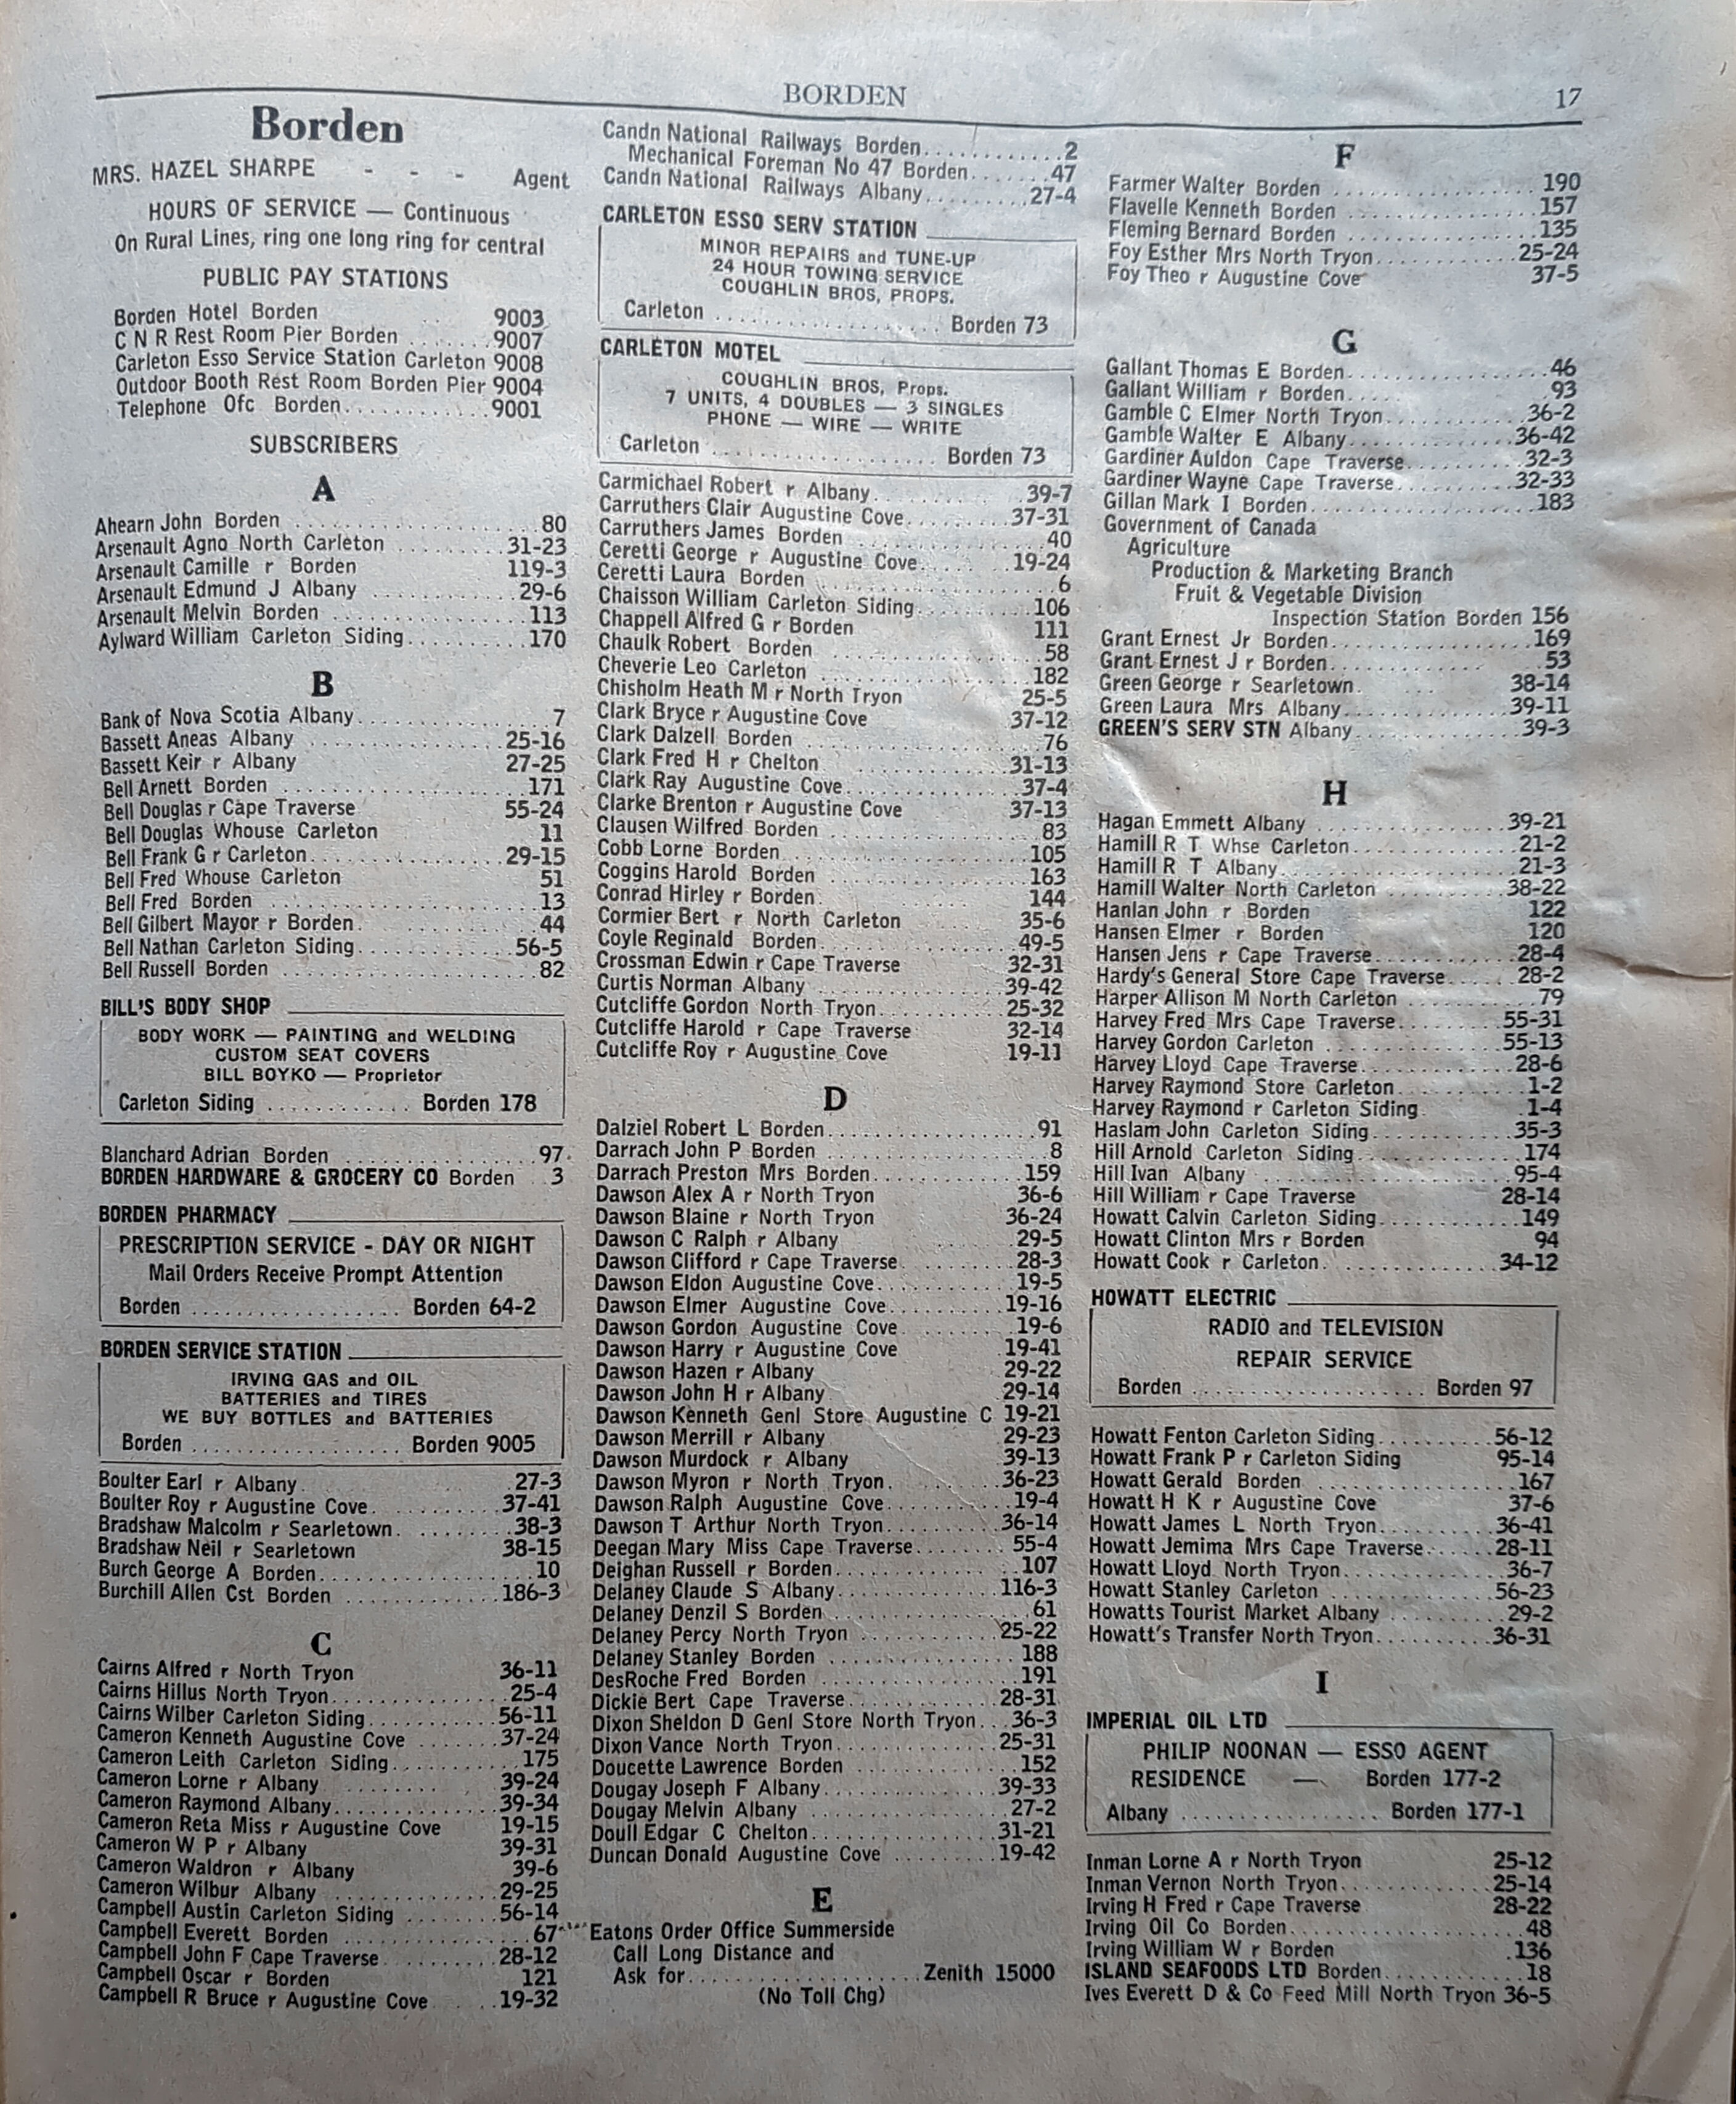 BORDEN
17
Borden
MRS. HAZEL SHARPE - - - Agent
HOURS OF SERVICE — Continuous
On Rural Lines, ring one long ring for central
PUBLIC PAY STATIONS
Borden Hotel Borden 9003
C N R Rest Room Pier Borden ....... 9007
Carleton Esso Service Station Carleton 9008
Outdoor Booth Rest Room Borden Pier 9004
Telephone Ofc Borden............ 9001
SUBSCRIBERS
A
Ahearn John Borden .................... 80
Arsenault Agno North Carleton ......... 31-23
Arsenault Camille r Borden 119-3
Arsenault Edmund J Albany ............ 29-6
Arsenault Melvin Borden ................ 113
Aylward William Carleton Siding.......... 170
B
Bank of Nova Scotia Albany............... 7
Bassett Aneas Albany ................ 25-16
Bassett Keir r Albany 27-25
Bell Arnett Borden .................... 171
Bell Douglas r Cape Traverse 55-24
Bell Douglas Whouse Carleton 11
Bell Frank G r Carleton............... 29-15
Bell Fred Whouse Carleton 51
Bell Fred Borden ..................... 13
Bell Gilbert Mayor r Borden.............. 44
Bell Nathan Carleton Siding............ 56-5
Bell Russell Borden ..................... 82
BILL'S BODY SHOP
BODY WORK — PAINTING and WELDING
CUSTOM SEAT COVERS
BILL BOYKO — Proprietor
Carleton Siding ............ Borden 178
Blanchard Adrian Borden ................ 97
BORDEN HARDWARE & GROCERY CO Borden 3
BORDEN PHARMACY
PRESCRIPTION SERVICE - DAY OR NIGHT
Mail Orders Receive Prompt Attention
Borden .................. Borden 64-2
BORDEN SERVICE STATION
IRVING GAS and OIL
BATTERIES and TIRES
WE BUY BOTTLES and BATTERIES
Borden .................. Borden 9005
Boulter Earl r Albany 27-3
Boulter Roy r Augustine Cove............ 37-41
Bradshaw Malcolm r Searletown.......... 38-3
Bradshaw Neil r Searletown 38-15
Burch George A Borden................... 10
Burchill Allen Cst Borden ............. 186-3
C
Cairns Alfred r North Tryon 36-11
Cairns Hillus North Tryon............... 25-4
Cairns Wilber Carleton Siding........... 56-11
Cameron Kenneth Augustine Cove ....... 37-24
Cameron Leith Carleton Siding........... 175
Cameron Lorne r Albany ......... 39-24
Cameron Raymond Albany.............. 39-34
Cameron Reta Miss r Augustine Cove 19-15
Cameron W P r Albany 39-31
Cameron Waldron r Albany 39-6
Cameron Wilbur Albany .............. 29-25
Campbell Austin Carleton Siding ........ 56-14
Campbell Everett Borden ................ 67
Campbell John F Cape Traverse......... 28-12
Campbell Oscar r Borden 121
Campbell R Bruce r Augustine Cove..... 19-32
Candn National Railways Borden............ 2
Mechanical Foreman No 47 Borden....... 47
Candn National Railways Albany......... 27-4
CARLETON ESSO SERV STATION
MINOR REPAIRS and TUNE-UP
24 HOUR TOWING SERVICE
COUGHLIN BROS, PROPS.
Carleton .................. Borden 73
CARLETON MOTEL
COUGHLIN BROS, Props.
7 UNITS, 4 DOUBLES — 3 SINGLES
PHONE — WIRE — WRITE
Carleton .................. Borden 73
Carmichael Robert r Albany............ 39-7
Carruthers Clair Augustine Cove......... 37-31
Carruthers James Borden ................ 40
Ceretti George r Augustine Cove......... 19-24
Ceretti Laura Borden .................... 6
Chaisson William Carleton Siding......... 106
Chappell Alfred G r Borden 111
Chaulk Robert Borden .................. 58
Cheverie Leo Carleton ................. 182
Chisholm Heath M r North Tryon 25-5
Clark Bryce r Augustine Cove 37-12
Clark Dalzell Borden .................... 76
Clark Fred H r Chelton ............... 31-13
Clark Ray Augustine Cove............... 37-4
Clarke Brenton r Augustine Cove 37-13
Clausen Wilfred Borden ................. 83
Cobb Lorne Borden .................... 105
Coggins Harold Borden ................ 163
Conrad Hirley r Borden................ 144
Cormier Bert r North Carleton 35-6
Coyle Reginald Borden................. 49-5
Crossman Edwin r Cape Traverse 32-31
Curtis Norman Albany ................ 39-42
Cutcliffe Gordon North Tryon........... 25-32
Cutcliffe Harold r Cape Traverse 32-14
Cutcliffe Roy r Augustine Cove 19-11
D
Dalziel Robert L Borden................. 91
Darrach John P Borden .................. 8
Darrach Preston Mrs Borden............. 159
Dawson Alex A r North Tryon 36-6
Dawson Blaine r North Tryon 36-24
Dawson C Ralph r Albany 29-5
Dawson Clifford r Cape Traverse......... 28-3
Dawson Eldon Augustine Cove............ 19-5
Dawson Elmer Augustine Cove.......... 19-16
Dawson Gordon Augustine Cove.......... 19-6
Dawson Harry r Augustine Cove 19-41
Dawson Hazen r Albany 29-22
Dawson John H r Albany 29-14
Dawson Kenneth Genl Store Augustine C 19-21
Dawson Merrill r Albany 29-23
Dawson Murdock r Albany 39-13
Dawson Myron r North Tryon........... 36-23
Dawson Ralph Augustine Cove............ 19-4
Dawson T Arthur North Tryon.......... 36-14
Deegan Mary Miss Cape Traverse........ 55-4
Deighan Russell r Borden............... 107
Delaney Claude S Albany.............. 116-3
Delaney Denzil S Borden ................ 61
Delaney Percy North Tryon ............ 25-22
Delaney Stanley Borden ................ 188
DesRoche Fred Borden ................ 191
Dickie Bert Cape Traverse............. 28-31
Dixon Sheldon D Genl Store North Tryon... 36-3
Dixon Vance North Tryon.............. 25-31
Doucette Lawrence Borden ............. 152
Dougay Joseph F Albany............... 39-33
Dougay Melvin Albany ................. 27-2
Doull Edgar C Chelton................ 31-21
Duncan Donald Augustine Cove ......... 19-42
E
Eatons Order Office Summerside
Call Long Distance and
Ask for.................... Zenith 15000
(No Toll Chg)
F
Farmer Walter Borden ................. 190
Flavelle Kenneth Borden ................ 157
Fleming Bernard Borden ................ 135
Foy Esther Mrs North Tryon............ 25-24
Foy Theo r Augustine Cove 37-5
G
Gallant Thomas E Borden................. 46
Gallant William r Borden..... 93
Gamble C Elmer North Tryon............ 36-2
Gamble Walter E Albany.............. 36-42
Gardiner Auldon Cape Traverse.......... 32-3
Gardiner Wayne Cape Traverse.......... 32-33
Gillan Mark I Borden.................. 183
Government of Canada
Agriculture
Production & Marketing Branch
Fruit & Vegetable Division
Inspection Station Borden 156
Grant Ernest Jr Borden................ 169
Grant Ernest J r Borden............ 53
Green George r Searletown 38-14
Green Laura Mrs Albany.............. 39-11
GREEN'S SERV STN Albany............. 39-3
H
Hagan Emmett Albany ................ 39-21
Hamill R T Whse Carleton.............. 21-2
Hamill R T Albany................... 21-3
Hamill Walter North Carleton .......... 38-22
Hanlan John r Borden 122
Hansen Elmer r Borden 120
Hansen Jens r Cape Traverse............ 28-4
Hardy's General Store Cape Traverse..... 28-2
Harper Allison M North Carleton ......... 79
Harvey Fred Mrs Cape Traverse......... 55-31
Harvey Gordon Carleton .............. 55-13
Harvey Lloyd Cape Traverse............ 28-6
Harvey Raymond Store Carleton.......... 1-2
Harvey Raymond r Carleton Siding 1-4
Haslam John Carleton Siding............ 35-3
Hill Arnold Carleton Siding............. 174
Hill Ivan Albany ..................... 95-4
Hill William r Cape Traverse 28-14
Howatt Calvin Carleton Siding........... 149
Howatt Clinton Mrs r Borden 94
Howatt Cook r Carleton............... 34-12
HOWATT ELECTRIC
RADIO and TELEVISION
REPAIR SERVICE
Borden .................... Borden 97
Howatt Fenton Carleton Siding.......... 56-12
Howatt Frank P r Carleton Siding 95-14
Howatt Gerald Borden ................ 167
Howatt H K r Augustine Cove 37-6
Howatt James L North Tryon........... 36-41
Howatt Jemima Mrs Cape Traverse...... 28-11
Howatt Lloyd North Tryon.............. 36-7
Howatt Stanley Carleton .............. 56-23
Howatts Tourist Market Albany .......... 29-2
Howatt's Transfer North Tryon.......... 36-31
I
IMPERIAL OIL LTD
PHILIP NOONAN — ESSO AGENT
RESIDENCE — Borden 177-2
Albany ................. Borden 177-1
Inman Lorne A r North Tryon 25-12
Inman Vernon North Tryon.............. 25-14
Irving H Fred r Cape Traverse 28-22
Irving Oil Co Borden.................... 48
Irving William W r Borden 136
ISLAND SEAFOODS LTD Borden............ 18
Ives Everett D & Co Feed Mill North Tryon 36-5